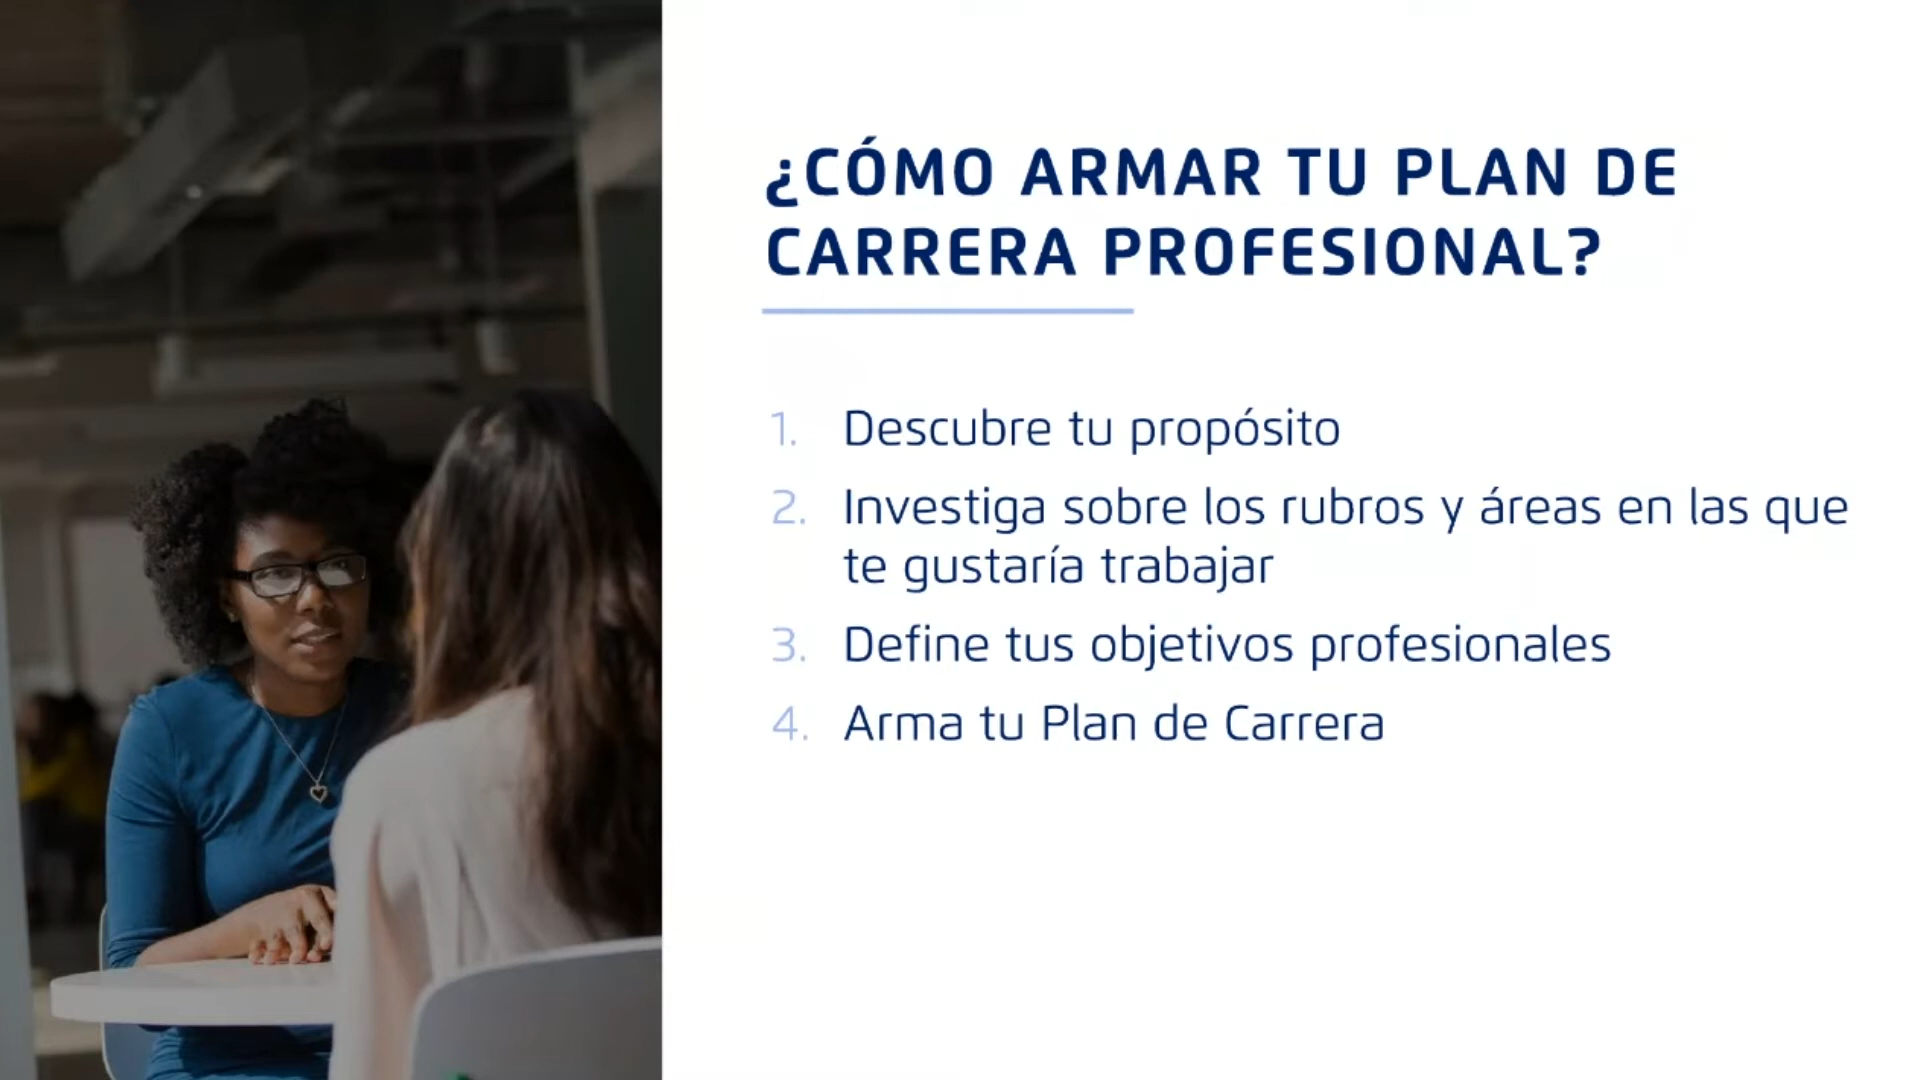 ¿CÓMO ARMAR TU PLAN DE
CARRERA PROFESIONAL?
1. Descubre tu propósito
2. Investiga sobre los rubros y áreas en las que
te gustaría trabajar
3. Define tus objetivos profesionales
4. Arma tu Plan de Carrera